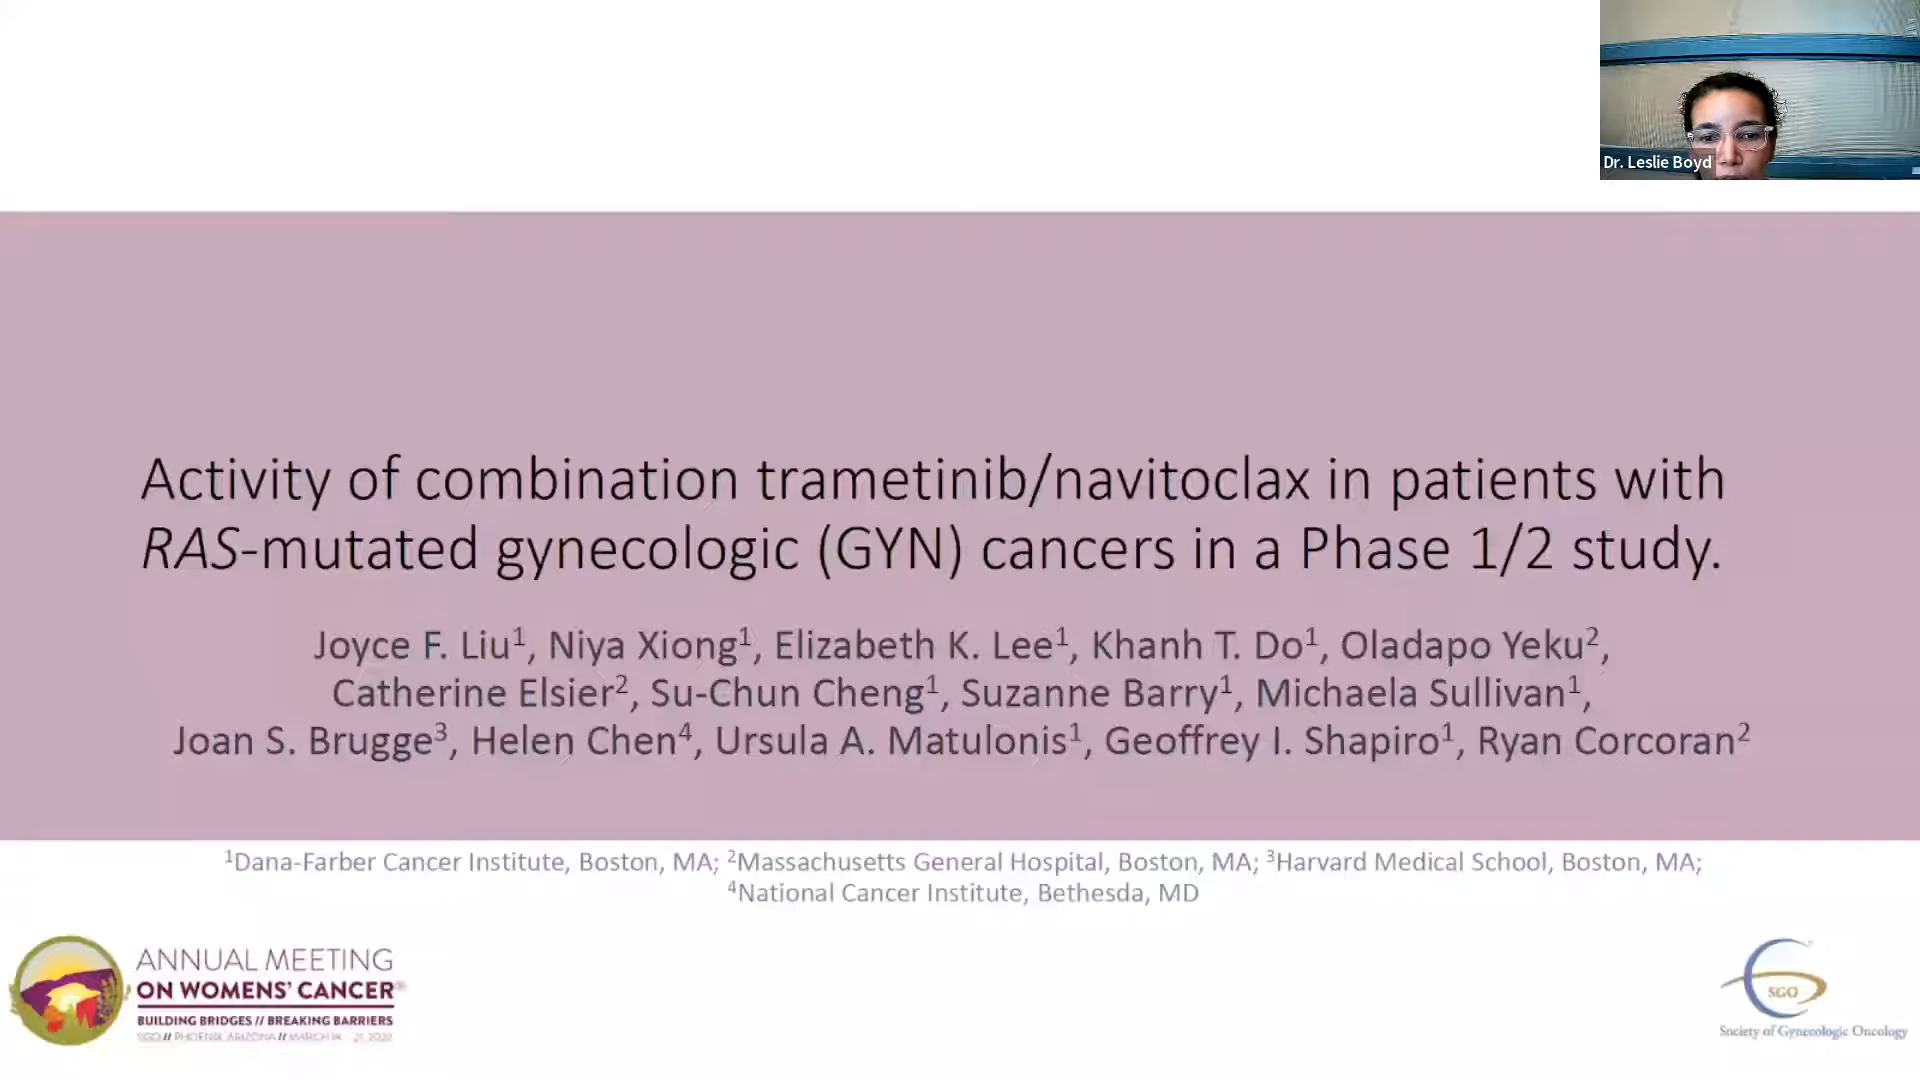 Dr. Leslie Boyd
Activity of combination trametinib/navitoclax in patients with
RAS-mutated gynecologic (GYN) cancers in a Phase 1/2 study.
Joyce F. Liu¹, Niya Xiong¹, Elizabeth K. Lee¹, Khanh T. Do¹, Oladapo Yeku²,
Catherine Elsier², Su-Chun Cheng¹, Suzanne Barry¹, Michaela Sullivan¹,
Joan S. Brugge³, Helen Chen⁴, Ursula A. Matulonis¹, Geoffrey I. Shapiro¹, Ryan Corcoran²
¹Dana-Farber Cancer Institute, Boston, MA; ²Massachusetts General Hospital, Boston, MA; ³Harvard Medical School, Boston, MA;
⁴National Cancer Institute, Bethesda, MD
ANNUAL MEETING
ON WOMENS' CANCER
BUILDING BRIDGES // BREAKING BARRIERS
SGO // PHOENIX, ARIZONA // MARCH
SGO
Society of Gynecologic Oncology